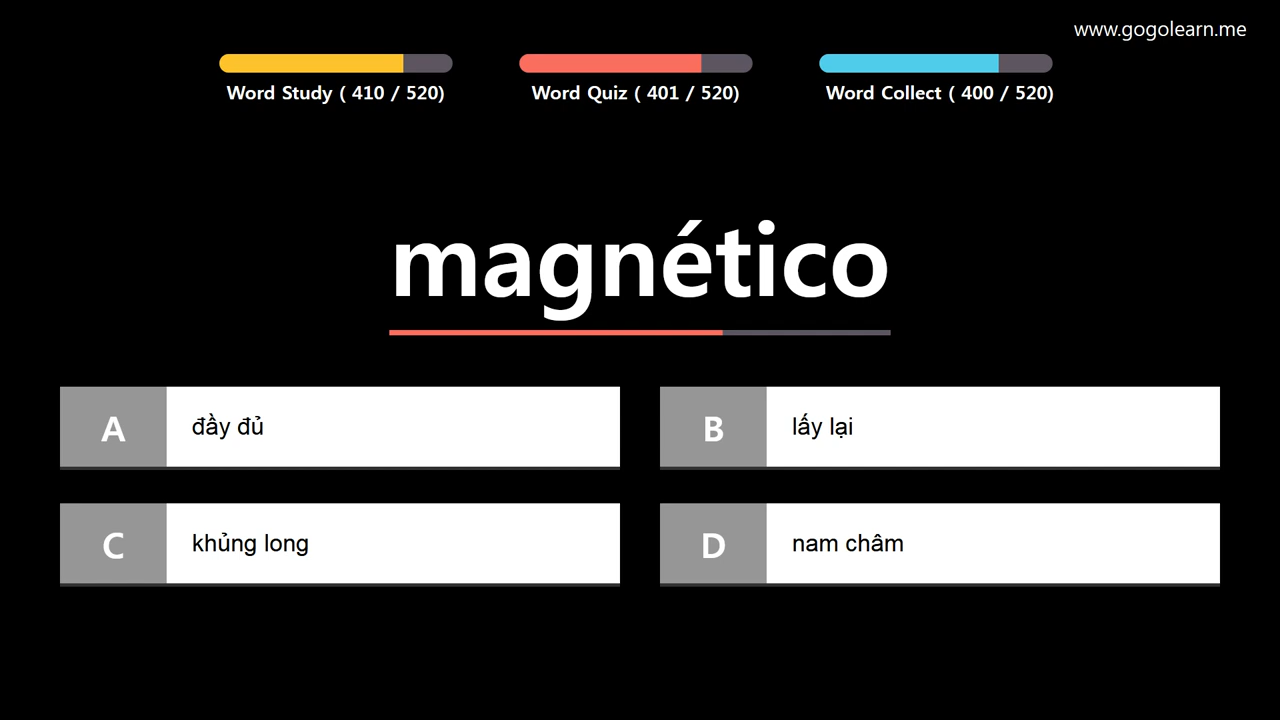 www.gogolearn.me
Word Study ( 410 / 520)
Word Quiz ( 401 / 520)
Word Collect ( 400 / 520)
magnético
A đầy đủ
B lấy lại
C khủng long
D nam châm